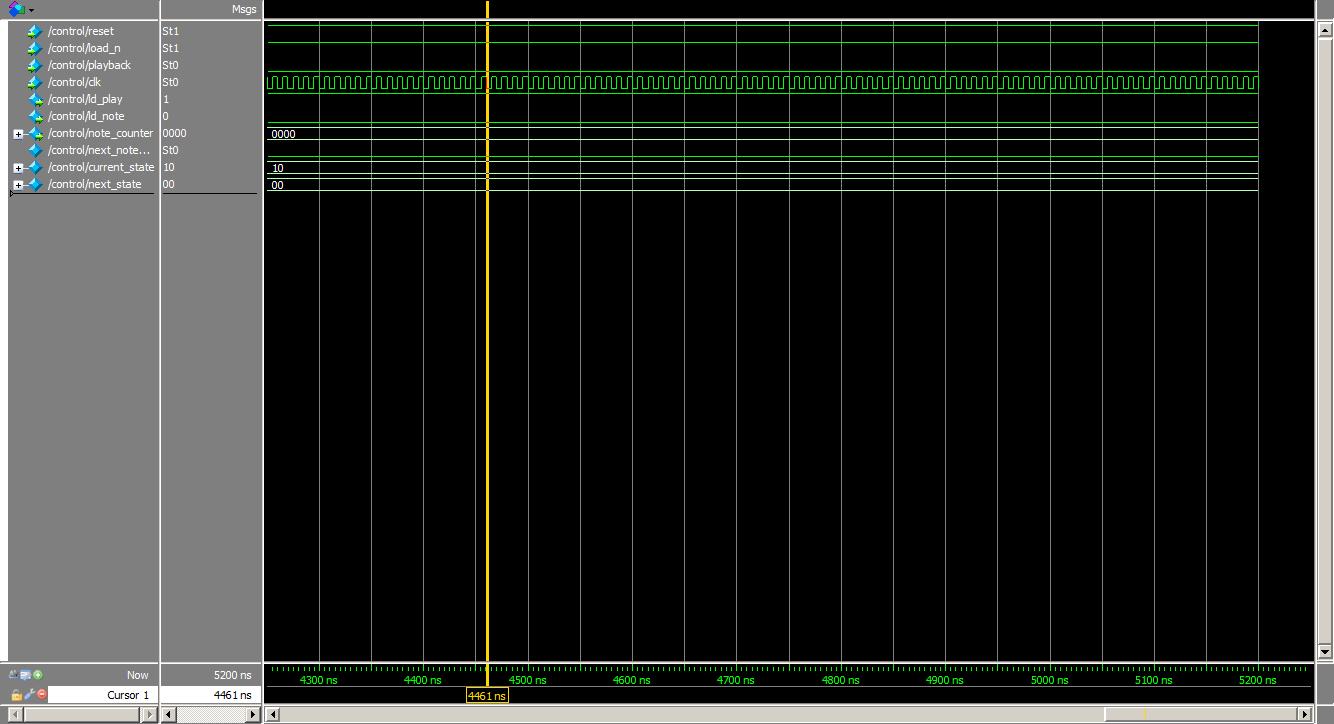 Msgs
/control/reset St1
/control/load_n St1
/control/playback St0
/control/clk St0
/control/ld_play 1
/control/ld_note 0
/control/note_counter 0000 0000
/control/next_note... St0
/control/current_state 10 10
/control/next_state 00 00
Now 5200 ns 4300 ns 4400 ns 4500 ns 4600 ns 4700 ns 4800 ns 4900 ns 5000 ns 5100 ns 5200 ns
Cursor 1 4461 ns 4461 ns